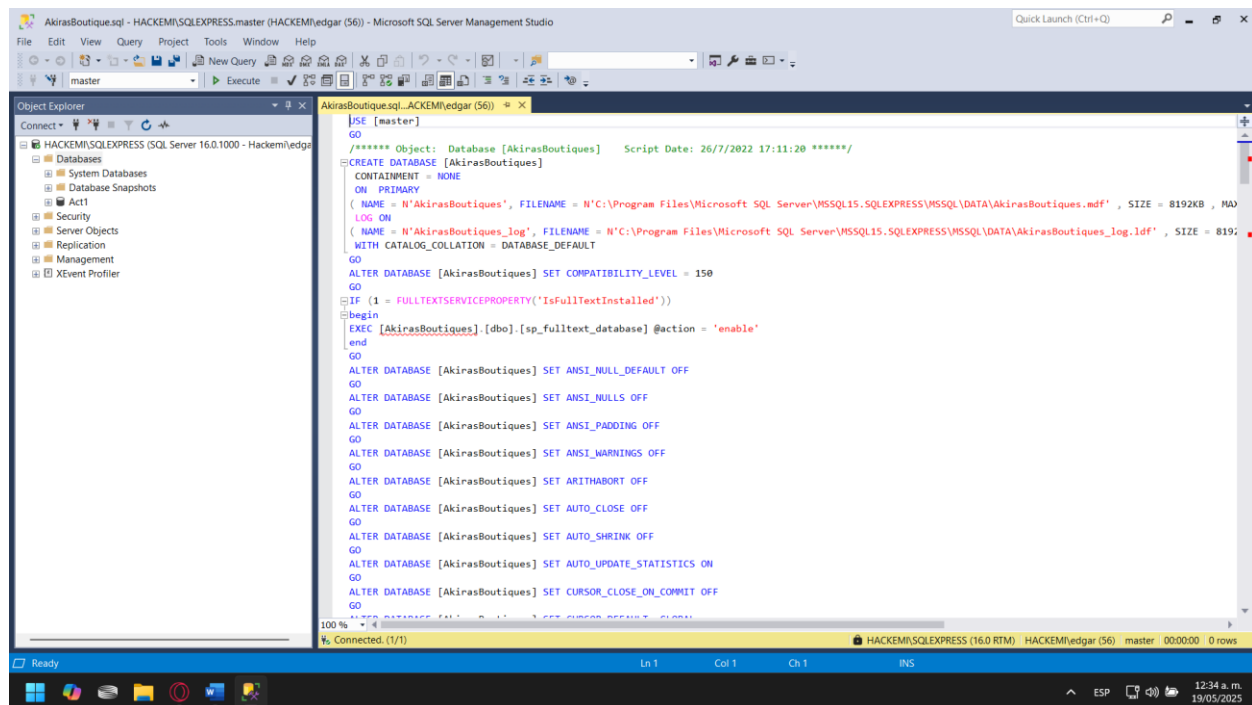 AkirasBoutique.sql - HACKEMI\SQLEXPRESS.master (HACKEMI\edgar (56)) - Microsoft SQL Server Management Studio
Quick Launch (Ctrl+Q)
File Edit View Query Project Tools Window Help
New Query
master
Execute
Object Explorer
Connect
HACKEMI\SQLEXPRESS (SQL Server 16.0.1000 - Hackemi\edga
Databases
System Databases
Database Snapshots
Act1
Security
Server Objects
Replication
Management
XEvent Profiler
AkirasBoutique.sql...ACKEMI\edgar (56))
USE [master]
GO
/****** Object: Database [AkirasBoutiques] Script Date: 26/7/2022 17:11:20 ******/
CREATE DATABASE [AkirasBoutiques]
CONTAINMENT = NONE
ON PRIMARY
( NAME = N'AkirasBoutiques', FILENAME = N'C:\Program Files\Microsoft SQL Server\MSSQL15.SQLEXPRESS\MSSQL\DATA\AkirasBoutiques.mdf' , SIZE = 8192KB , MAX
LOG ON
( NAME = N'AkirasBoutiques_log', FILENAME = N'C:\Program Files\Microsoft SQL Server\MSSQL15.SQLEXPRESS\MSSQL\DATA\AkirasBoutiques_log.ldf' , SIZE = 8192
WITH CATALOG_COLLATION = DATABASE_DEFAULT
GO
ALTER DATABASE [AkirasBoutiques] SET COMPATIBILITY_LEVEL = 150
GO
IF (1 = FULLTEXTSERVICEPROPERTY('IsFullTextInstalled'))
begin
EXEC [AkirasBoutiques].[dbo].[sp_fulltext_database] @action = 'enable'
end
GO
ALTER DATABASE [AkirasBoutiques] SET ANSI_NULL_DEFAULT OFF
GO
ALTER DATABASE [AkirasBoutiques] SET ANSI_NULLS OFF
GO
ALTER DATABASE [AkirasBoutiques] SET ANSI_PADDING OFF
GO
ALTER DATABASE [AkirasBoutiques] SET ANSI_WARNINGS OFF
GO
ALTER DATABASE [AkirasBoutiques] SET ARITHABORT OFF
GO
ALTER DATABASE [AkirasBoutiques] SET AUTO_CLOSE OFF
GO
ALTER DATABASE [AkirasBoutiques] SET AUTO_SHRINK OFF
GO
ALTER DATABASE [AkirasBoutiques] SET AUTO_UPDATE_STATISTICS ON
GO
ALTER DATABASE [AkirasBoutiques] SET CURSOR_CLOSE_ON_COMMIT OFF
GO
100 %
Connected. (1/1)
HACKEMI\SQLEXPRESS (16.0 RTM) HACKEMI\edgar (56) master 00:00:00 0 rows
Ready Ln 1 Col 1 Ch 1 INS
ESP
12:34 a. m.
19/05/2025